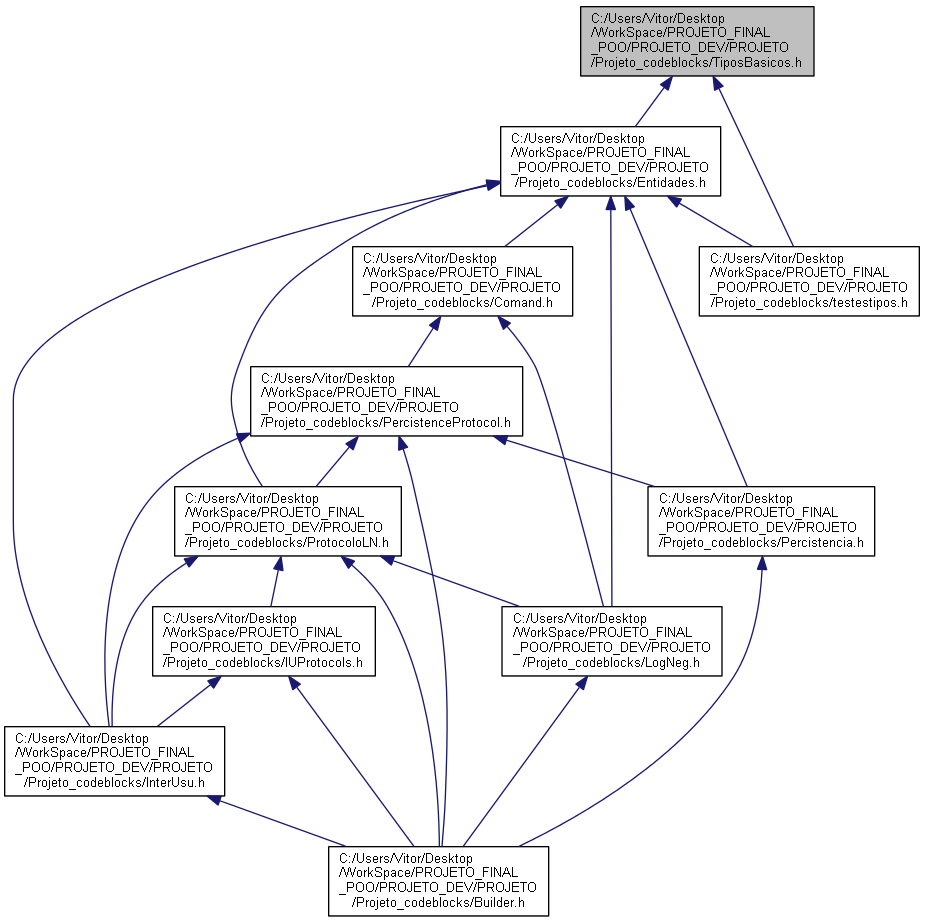 C:/Users/Vitor/Desktop
/WorkSpace/PROJETO_FINAL
_POO/PROJETO_DEV/PROJETO
/Projeto_codeblocks/TiposBasicos.h
C:/Users/Vitor/Desktop
/WorkSpace/PROJETO_FINAL
_POO/PROJETO_DEV/PROJETO
/Projeto_codeblocks/Entidades.h
C:/Users/Vitor/Desktop
/WorkSpace/PROJETO_FINAL
_POO/PROJETO_DEV/PROJETO
/Projeto_codeblocks/Comand.h
C:/Users/Vitor/Desktop
/WorkSpace/PROJETO_FINAL
_POO/PROJETO_DEV/PROJETO
/Projeto_codeblocks/testestipos.h
C:/Users/Vitor/Desktop
/WorkSpace/PROJETO_FINAL
_POO/PROJETO_DEV/PROJETO
/Projeto_codeblocks/PercistenceProtocol.h
C:/Users/Vitor/Desktop
/WorkSpace/PROJETO_FINAL
_POO/PROJETO_DEV/PROJETO
/Projeto_codeblocks/ProtocoloLN.h
C:/Users/Vitor/Desktop
/WorkSpace/PROJETO_FINAL
_POO/PROJETO_DEV/PROJETO
/Projeto_codeblocks/Percistencia.h
C:/Users/Vitor/Desktop
/WorkSpace/PROJETO_FINAL
_POO/PROJETO_DEV/PROJETO
/Projeto_codeblocks/IUProtocols.h
C:/Users/Vitor/Desktop
/WorkSpace/PROJETO_FINAL
_POO/PROJETO_DEV/PROJETO
/Projeto_codeblocks/LogNeg.h
C:/Users/Vitor/Desktop
/WorkSpace/PROJETO_FINAL
_POO/PROJETO_DEV/PROJETO
/Projeto_codeblocks/InterUsu.h
C:/Users/Vitor/Desktop
/WorkSpace/PROJETO_FINAL
_POO/PROJETO_DEV/PROJETO
/Projeto_codeblocks/Builder.h